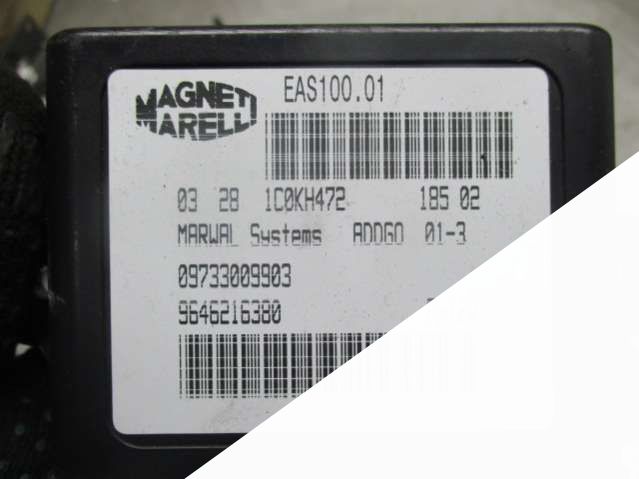 MAGNETI MARELLI
EAS100.01
03 28 1C0KH472 185 02
MARWAL Systems ADDGO 01-3
09733009903
9646216380